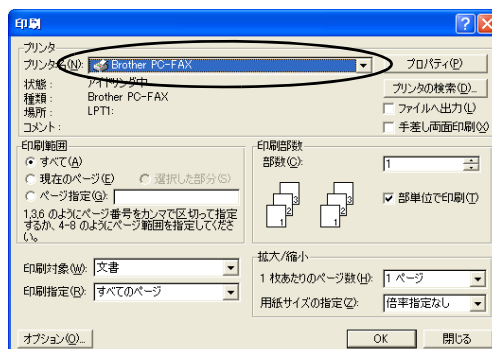 印刷
プリンタ
プリンタ名(N): Brother PC-FAX
プロパティ(P)
状態: アイドリング中
種類: Brother PC-FAX
場所: LPT1:
コメント:
プリンタの検索(D)...
ファイルへ出力(L)
手差し両面印刷(X)
印刷範囲
すべて(A)
現在のページ(E) 選択した部分(S)
ページ指定(G):
1,3,6 のようにページ番号をカンマで区切って指定
するか、4-8 のようにページ範囲を指定してくださ
い。
印刷部数
部数(C): 1
部単位で印刷(T)
印刷対象(W): 文書
印刷指定(R): すべてのページ
拡大/縮小
1 枚あたりのページ数(H): 1 ページ
用紙サイズの指定(Z): 倍率指定なし
オプション(O)...
OK
閉じる